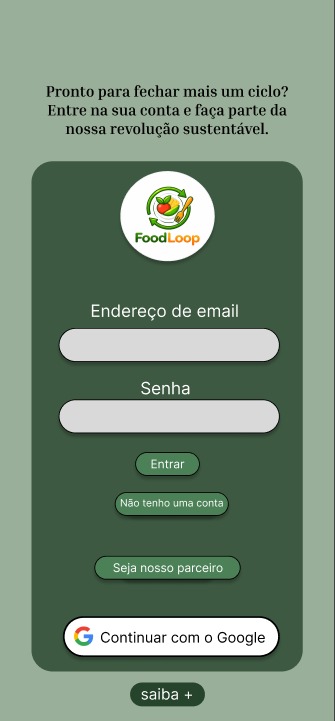 Pronto para fechar mais um ciclo?
Entre na sua conta e faça parte da
nossa revolução sustentável.
FoodLoop
Endereço de email
Senha
Entrar
Não tenho uma conta
Seja nosso parceiro
Continuar com o Google
saiba +